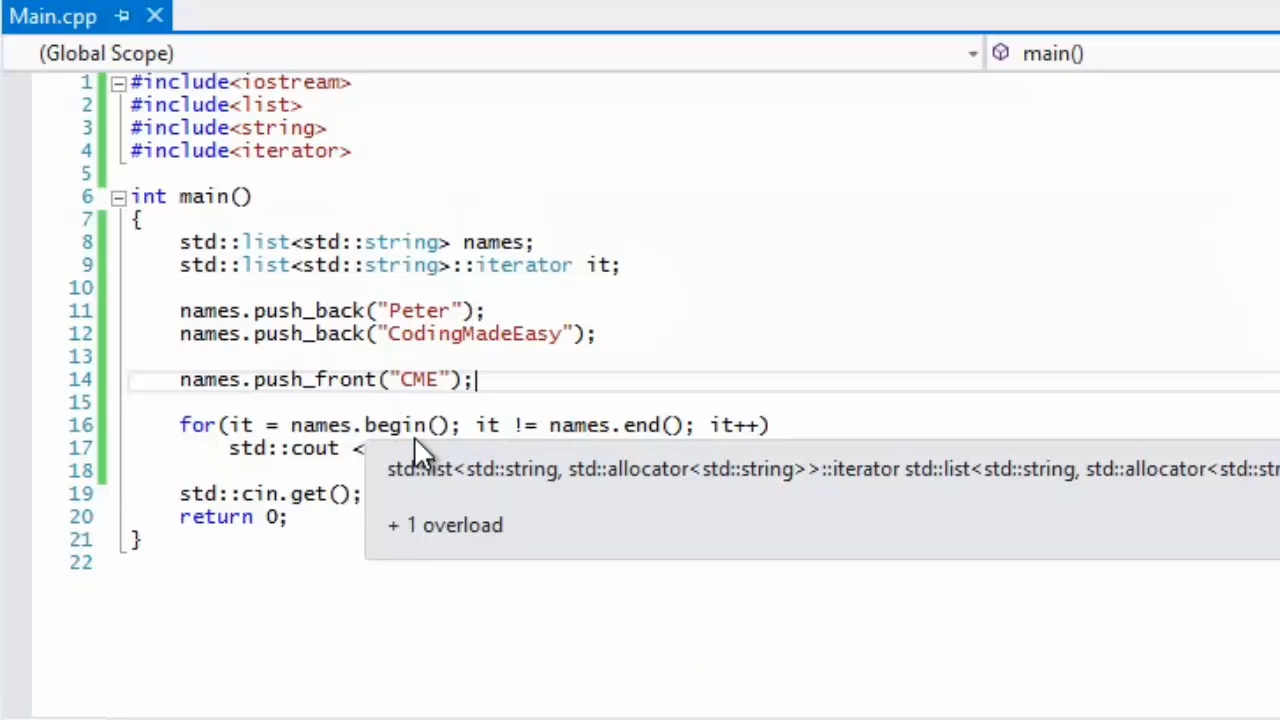 Main.cpp
(Global Scope) main()
1 #include<iostream>
2 #include<list>
3 #include<string>
4 #include<iterator>
5
6 int main()
7 {
8 std::list<std::string> names;
9 std::list<std::string>::iterator it;
10
11 names.push_back("Peter");
12 names.push_back("CodingMadeEasy");
13
14 names.push_front("CME");
15
16 for(it = names.begin(); it != names.end(); it++)
17 std::cout <
std::list<std::string, std::allocator<std::string>>::iterator std::list<std::string, std::allocator<std::st
18
19 std::cin.get();
+ 1 overload
20 return 0;
21 }
22